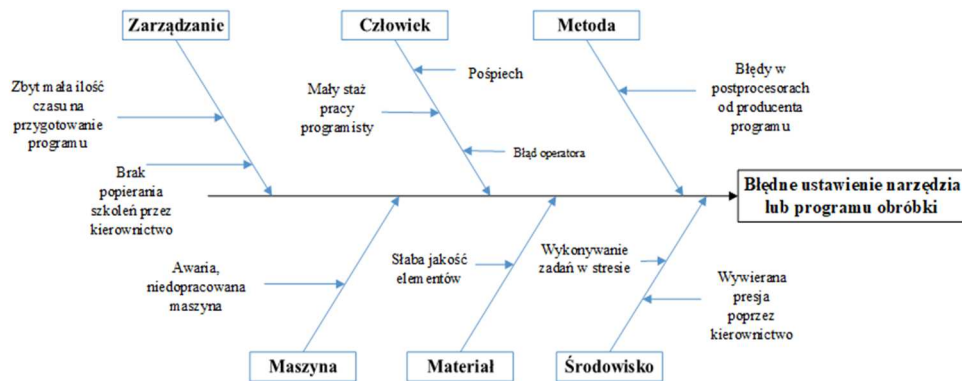 Zarządzanie
Człowiek
Metoda
Zbyt mała ilość
czasu na
przygotowanie
programu
Brak
popierania
szkoleń przez
kierownictwo
Pośpiech
Mały staż
pracy
programisty
Błąd operatora
Błędy w
postprocesorach
od producenta
programu
Błędne ustawienie narzędzia
lub programu obróbki
Awaria,
niedopracowana
maszyna
Słaba jakość
elementów
Wykonywanie
zadań w stresie
Wywierana
presja
poprzez
kierownictwo
Maszyna
Materiał
Środowisko